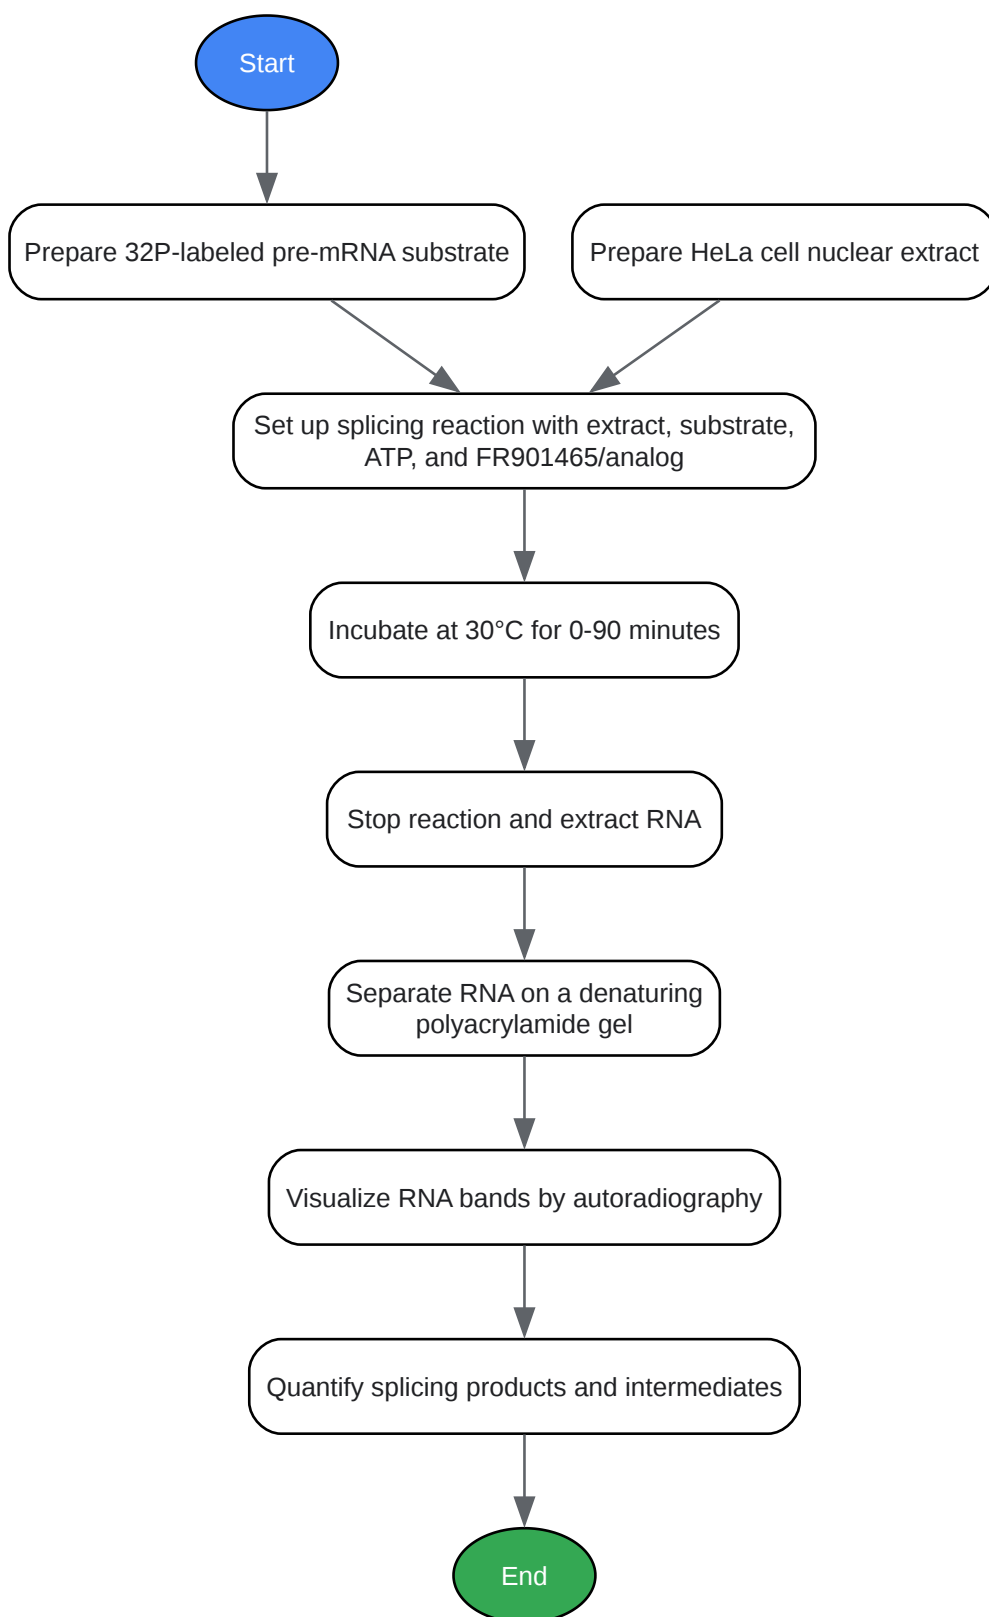 Start
Prepare 32P-labeled pre-mRNA substrate
Prepare HeLa cell nuclear extract
Set up splicing reaction with extract, substrate,
ATP, and FR901465/analog
Incubate at 30°C for 0-90 minutes
Stop reaction and extract RNA
Separate RNA on a denaturing
polyacrylamide gel
Visualize RNA bands by autoradiography
Quantify splicing products and intermediates
End